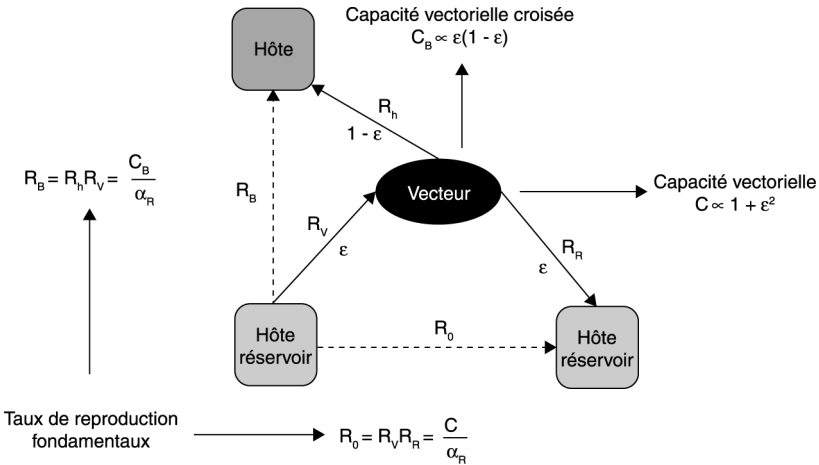 Capacité vectorielle croisée
C_B ∝ ε(1 - ε)
Hôte
R_h
1 - ε
R_B = R_hR_V = C_B / α_R
R_B
Vecteur
Capacité vectorielle
C ∝ 1 + ε²
R_V
ε
R_R
ε
Hôte
réservoir
R_0
Hôte
réservoir
Taux de reproduction
fondamentaux
R_0 = R_VR_R = C / α_R